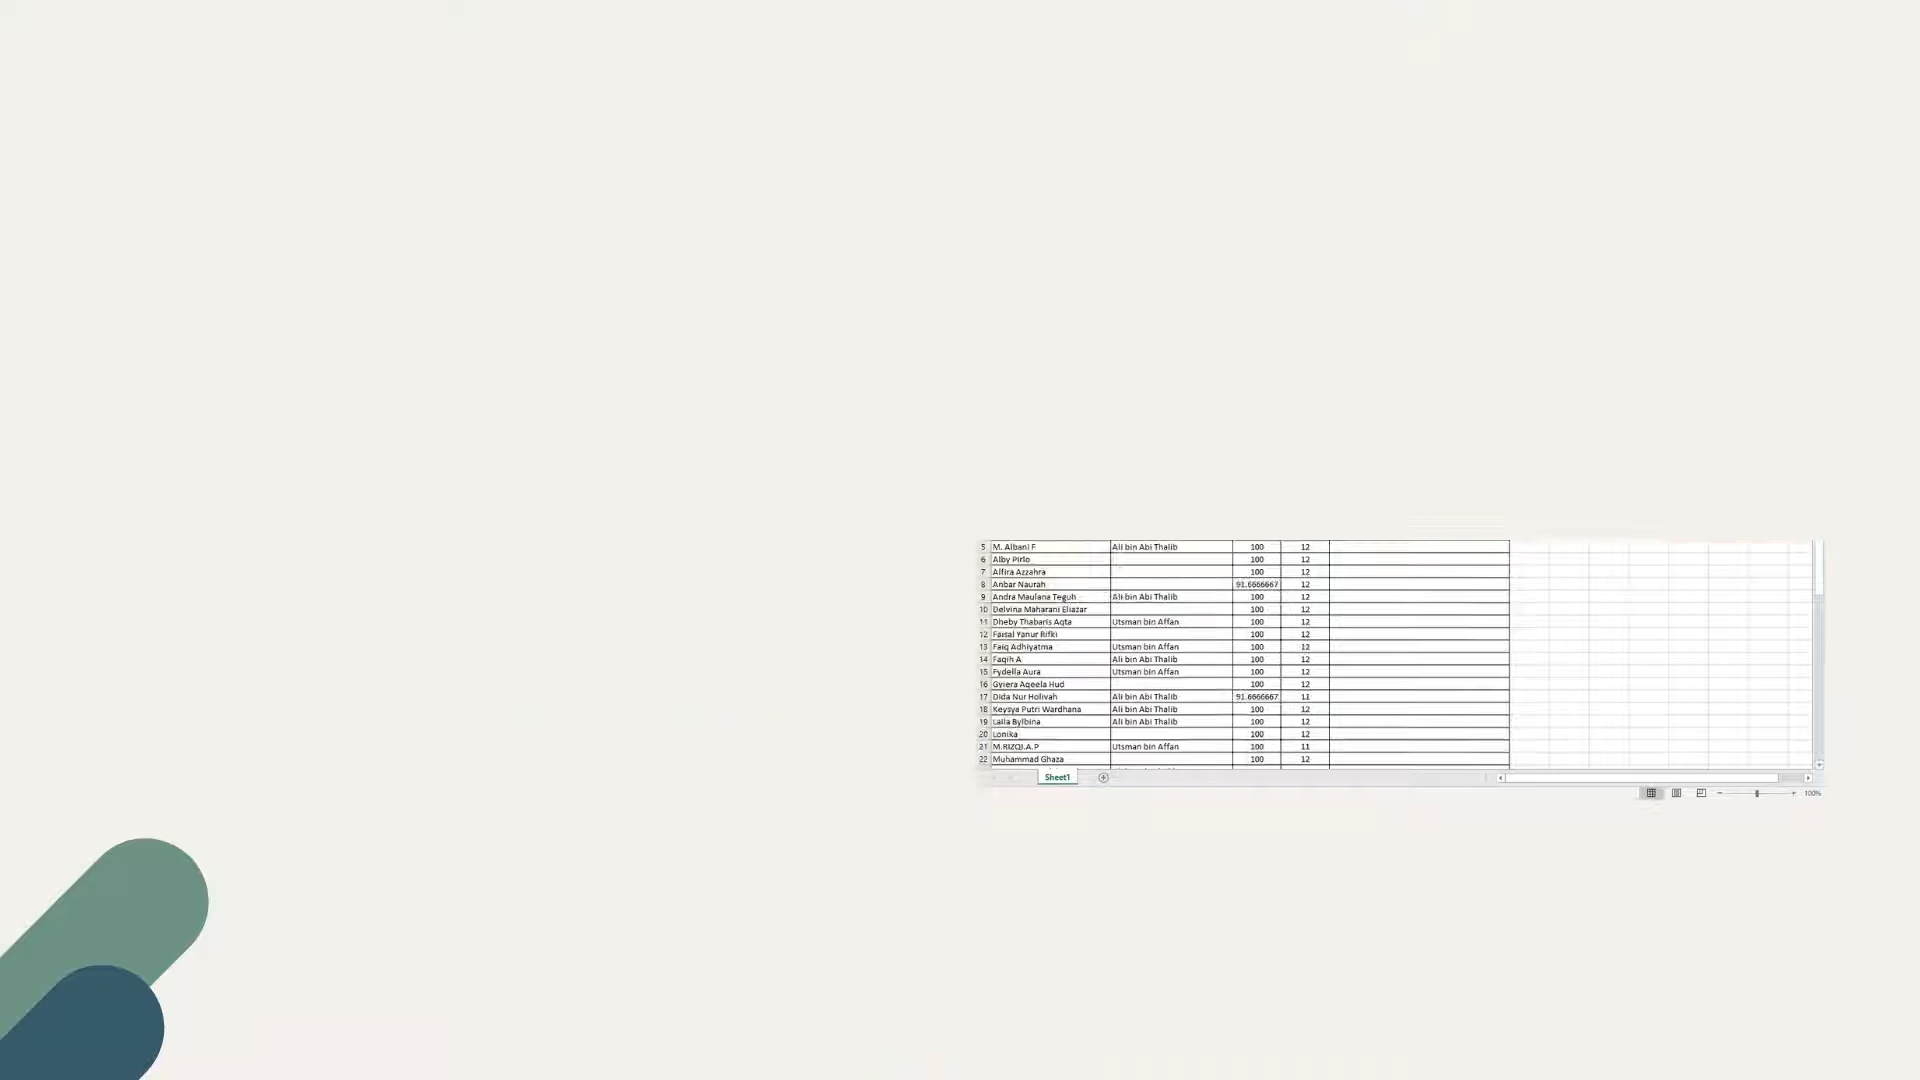 5 M. Albani F Ali bin Abi Thalib 100 12
6 Alby Pirlo 100 12
7 Alfira Azzahra 100 12
8 Anbar Naurah 91.6666667 12
9 Andra Maulana Teguh Ali bin Abi Thalib 100 12
10 Delvina Maharani Eliazar 100 12
11 Dheby Thabaris Aqta Utsman bin Affan 100 12
12 Faisal Yanur Rifki 100 12
13 Faiq Adhiyatma Utsman bin Affan 100 12
14 Faqih A Ali bin Abi Thalib 100 12
15 Fydella Aura Utsman bin Affan 100 12
16 Gyiera Aqeela Hud 100 12
17 Dida Nur Holivah Ali bin Abi Thalib 91.6666667 11
18 Keysya Putri Wardhana Ali bin Abi Thalib 100 12
19 Laila Bylbina Ali bin Abi Thalib 100 12
20 Lonika 100 12
21 M.RIZQI.A.P Utsman bin Affan 100 11
22 Muhammad Ghaza 100 12
Sheet1
100%